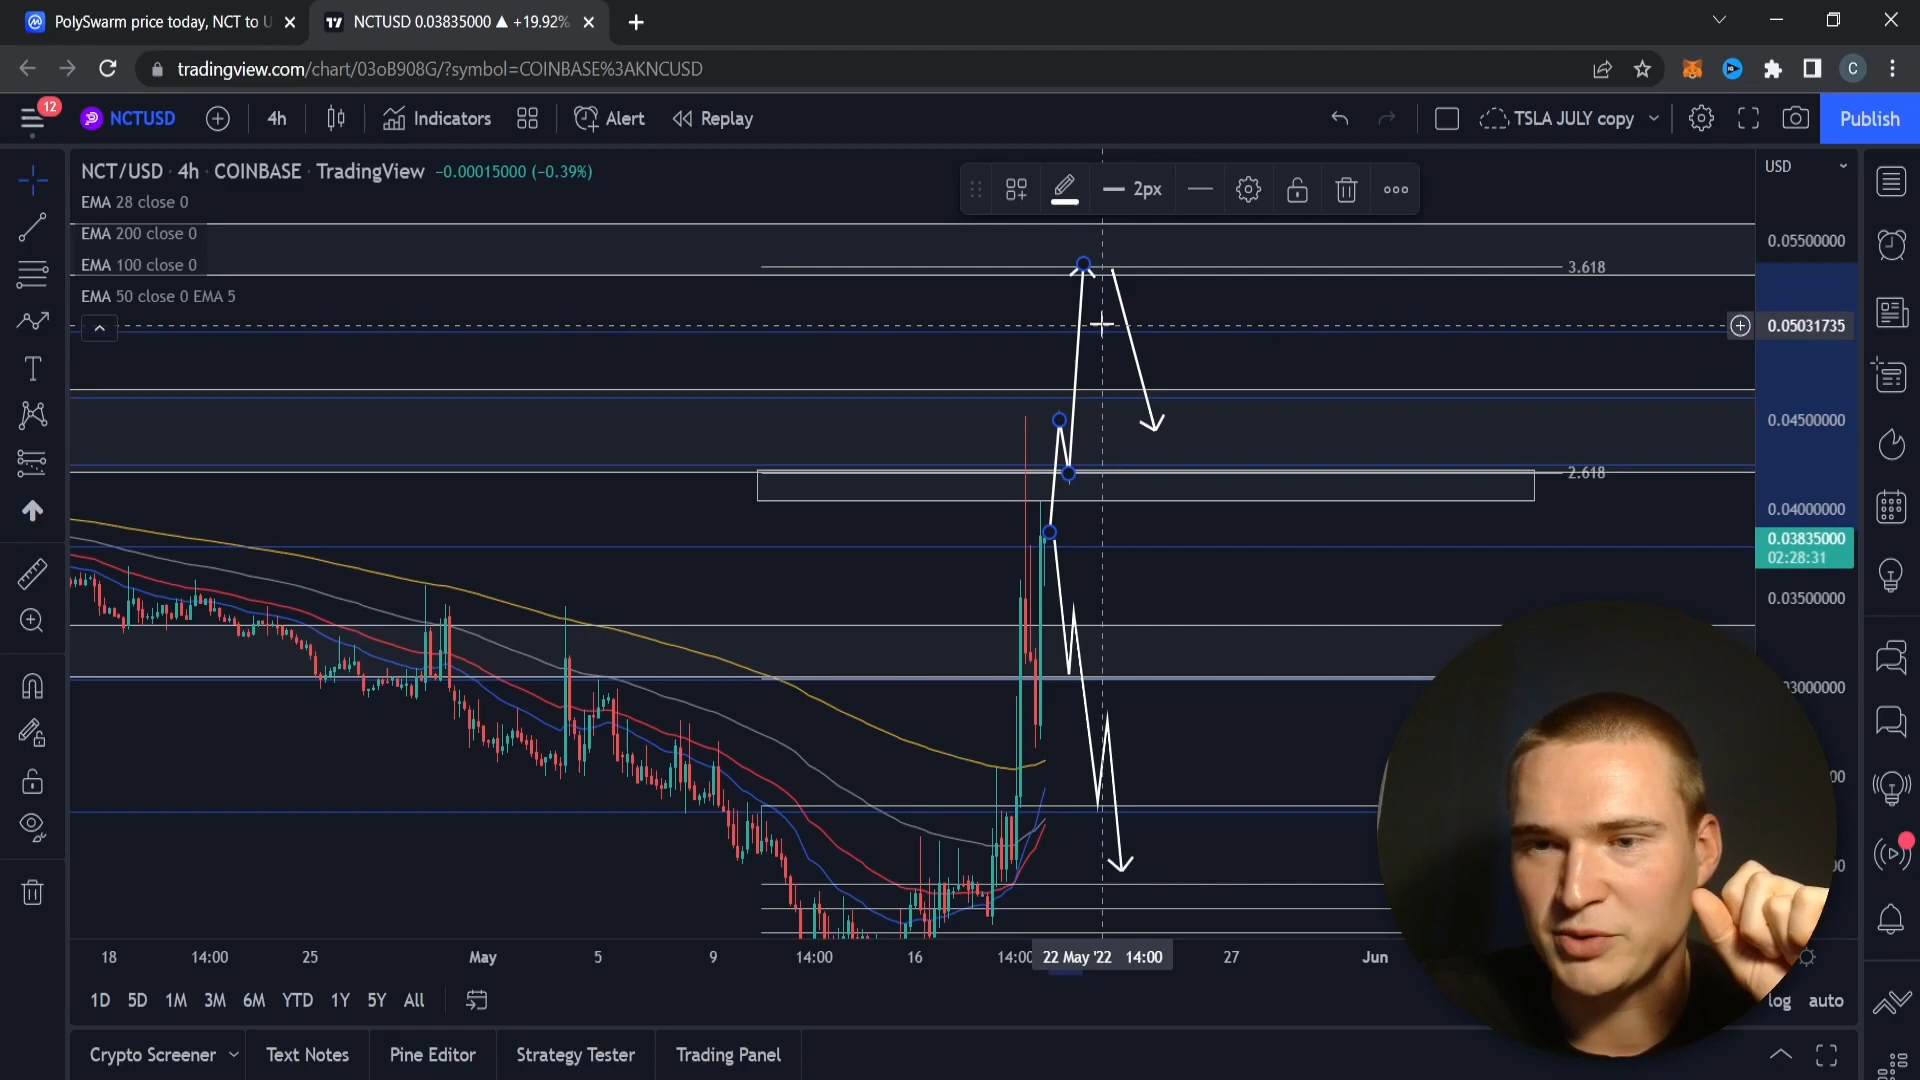 PolySwarm price today, NCT to U
NCTUSD 0.03835000 ▲ +19.92%
tradingview.com/chart/03oB908G/?symbol=COINBASE%3AKNCUSD
C
12
NCTUSD
4h
Indicators
Alert
Replay
TSLA JULY copy
Publish
NCT/USD · 4h · COINBASE · TradingView −0.00015000 (−0.39%)
EMA 28 close 0
EMA 200 close 0
EMA 100 close 0
EMA 50 close 0 EMA 5
2px
USD
0.05500000
3.618
0.05031735
0.04500000
2.618
0.04000000
0.03835000
02:28:31
0.03500000
03000000
00
0
18
14:00
25
May
5
9
14:00
16
14:00
22 May '22 14:00
27
Jun
1D
5D
1M
3M
6M
YTD
1Y
5Y
All
log
auto
Crypto Screener
Text Notes
Pine Editor
Strategy Tester
Trading Panel